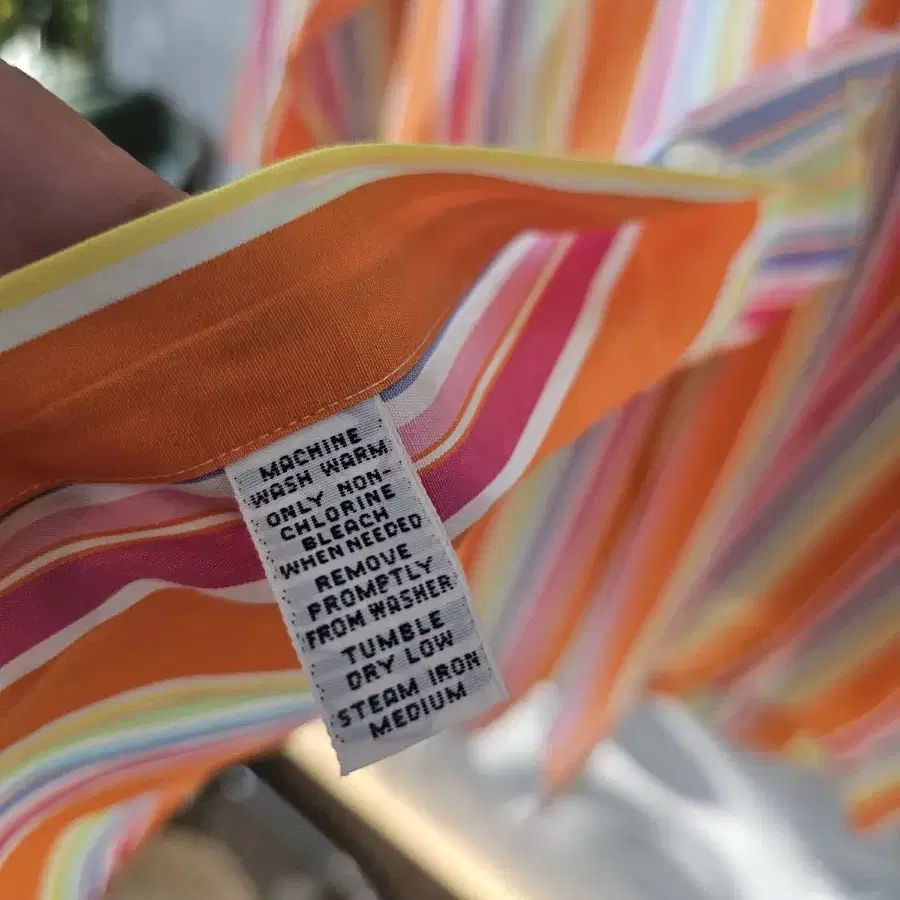 MACHINE
WASH WARM
ONLY NON-
CHLORINE
BLEACH
WHEN NEEDED
REMOVE
PROMPTLY
FROM WASHER
TUMBLE
DRY LOW
STEAM IRON
MEDIUM